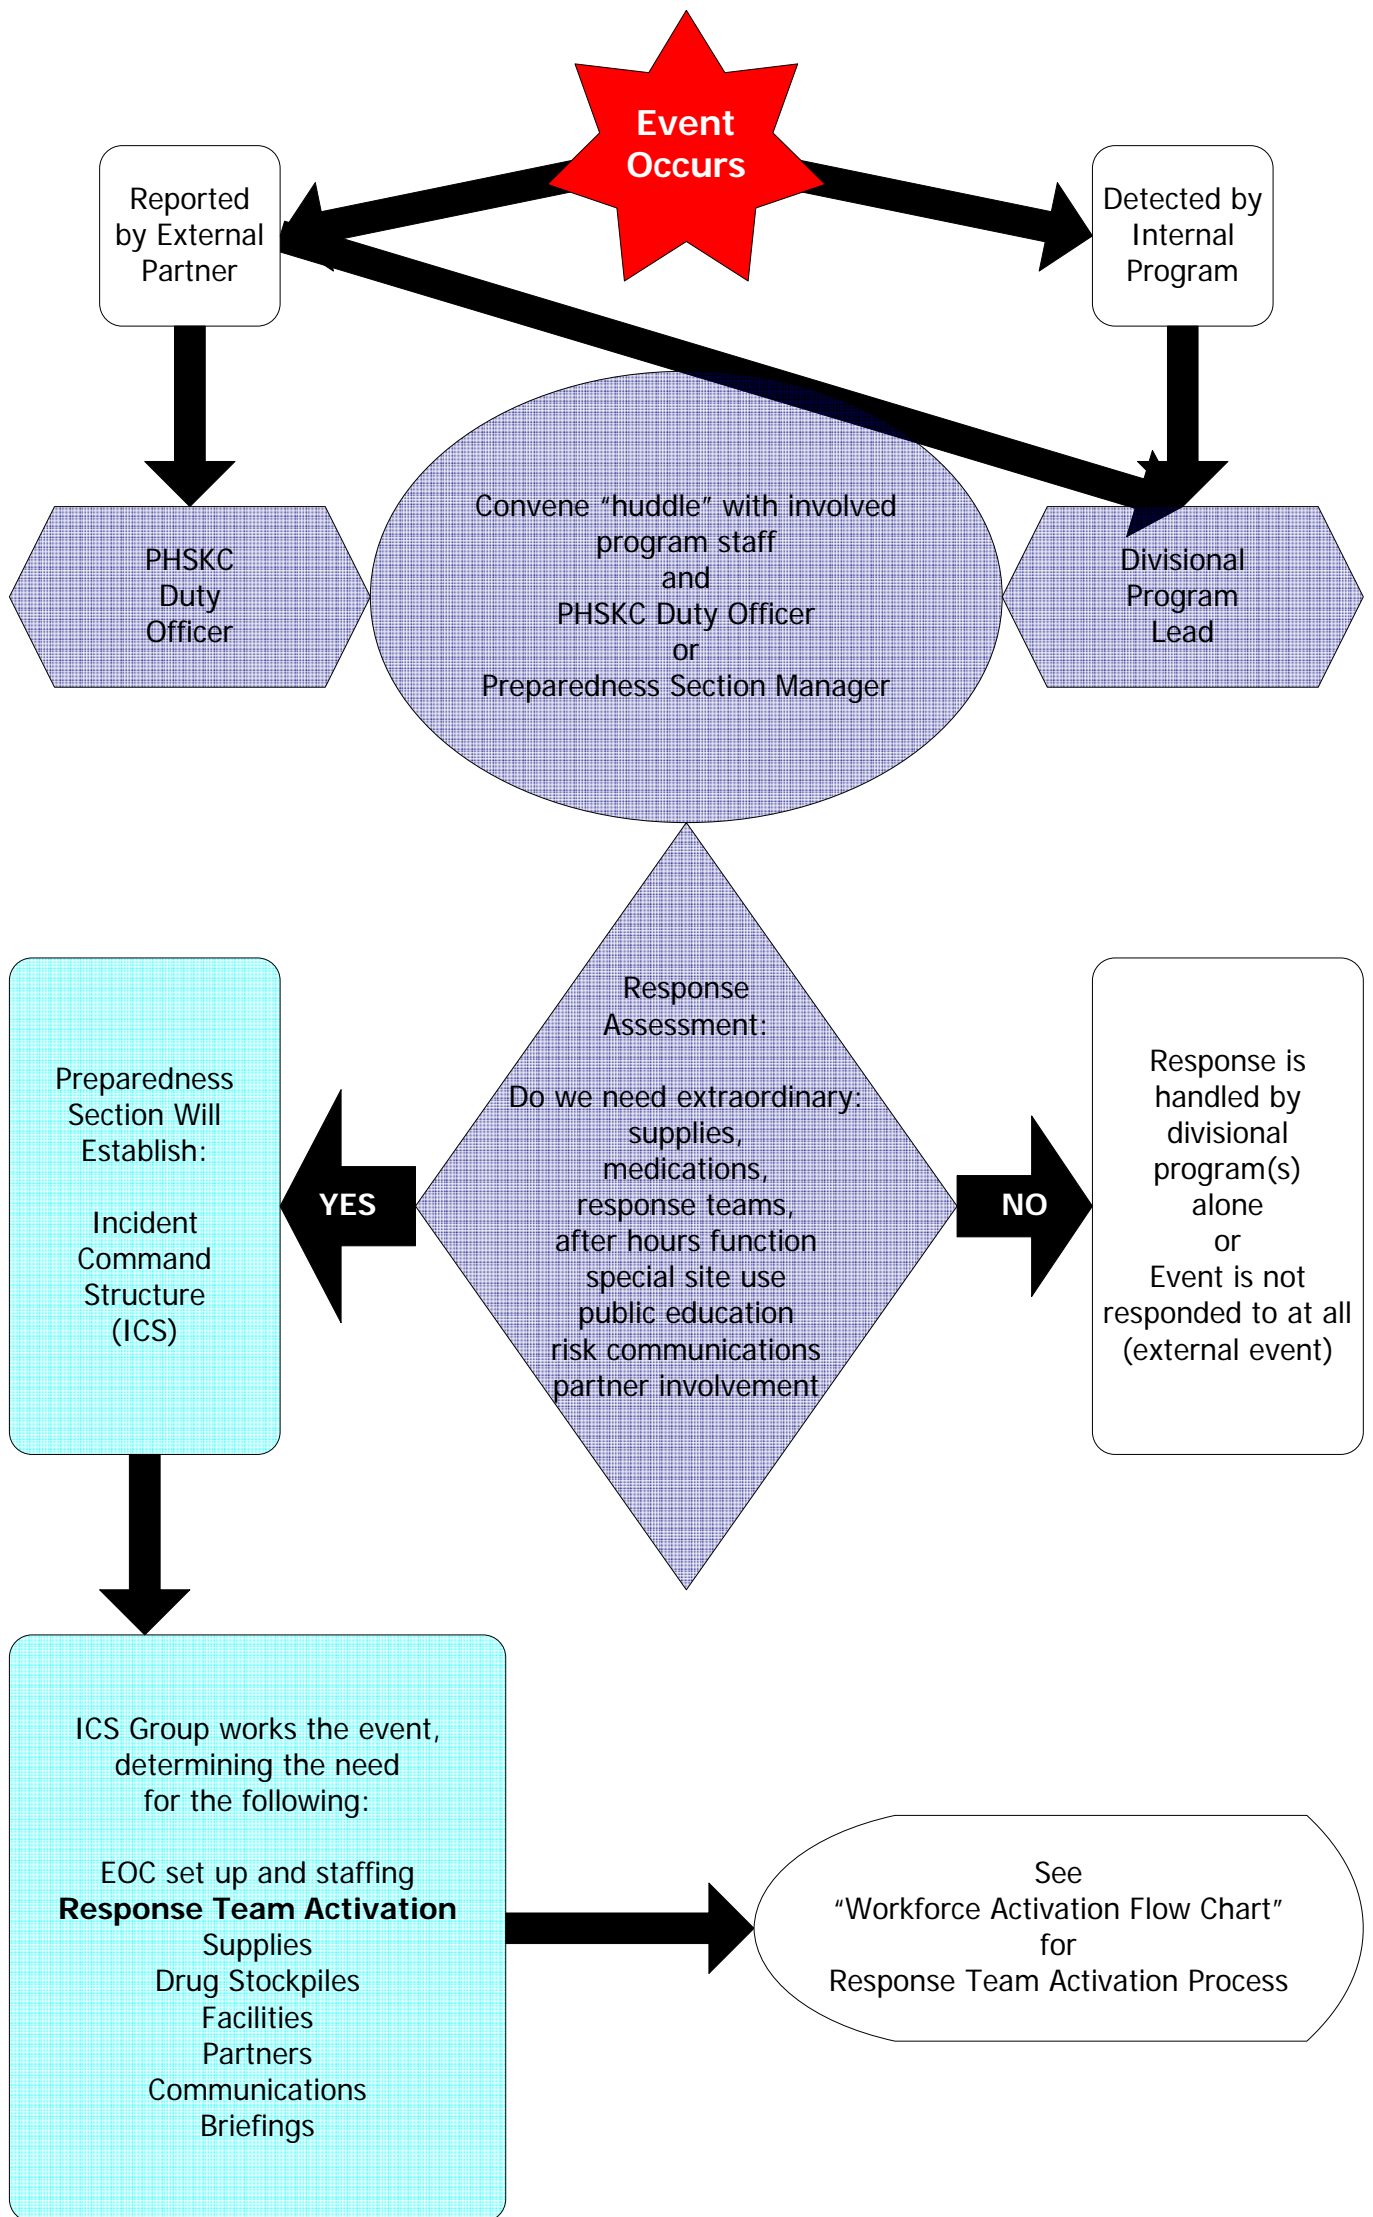 Event
Occurs
Reported
by External
Partner
Detected by
Internal
Program
PHSKC
Duty
Officer
Convene “huddle” with involved
program staff
and
PHSKC Duty Officer
or
Preparedness Section Manager
Divisional
Program
Lead
Response
Assessment:
Do we need extraordinary:
supplies,
medications,
response teams,
after hours function
special site use
public education
risk communications
partner involvement
YES
NO
Preparedness
Section Will
Establish:
Incident
Command
Structure
(ICS)
Response is
handled by
divisional
program(s)
alone
or
Event is not
responded to at all
(external event)
ICS Group works the event,
determining the need
for the following:
EOC set up and staffing
Response Team Activation
Supplies
Drug Stockpiles
Facilities
Partners
Communications
Briefings
See
“Workforce Activation Flow Chart”
for
Response Team Activation Process